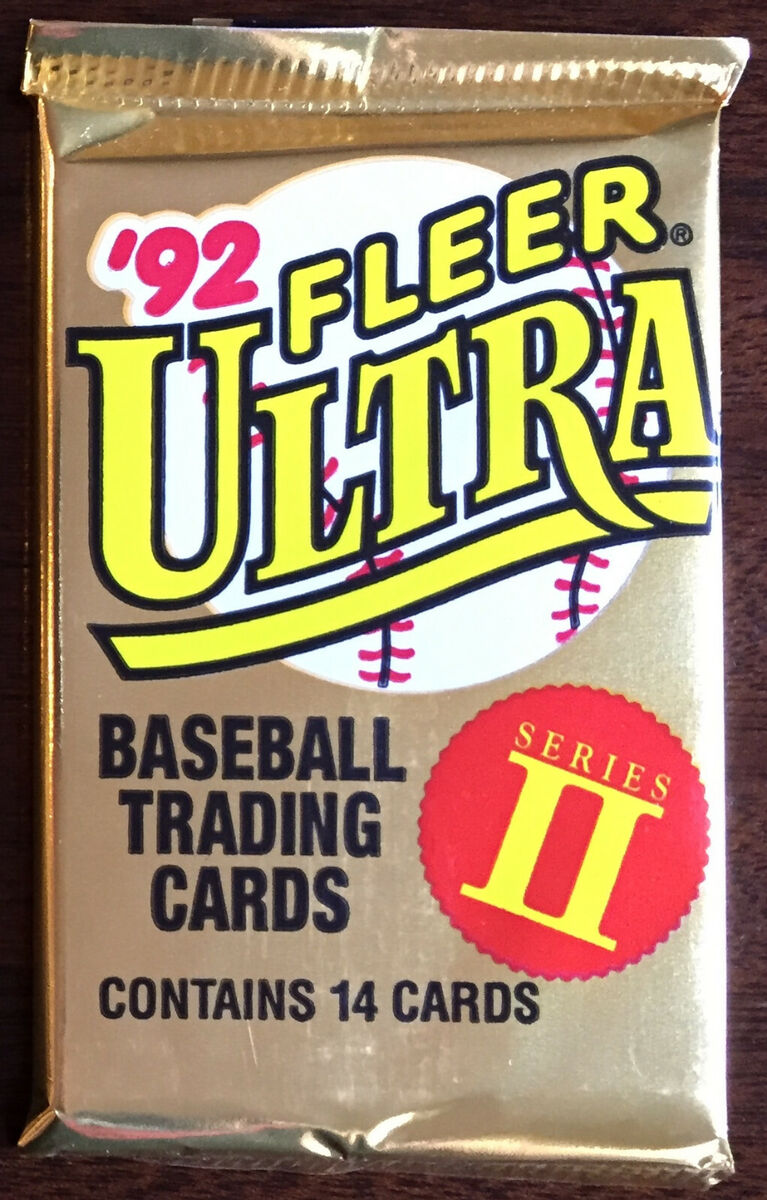 '92 FLEER®
ULTRA
BASEBALL
TRADING
CARDS
SERIES
II
CONTAINS 14 CARDS